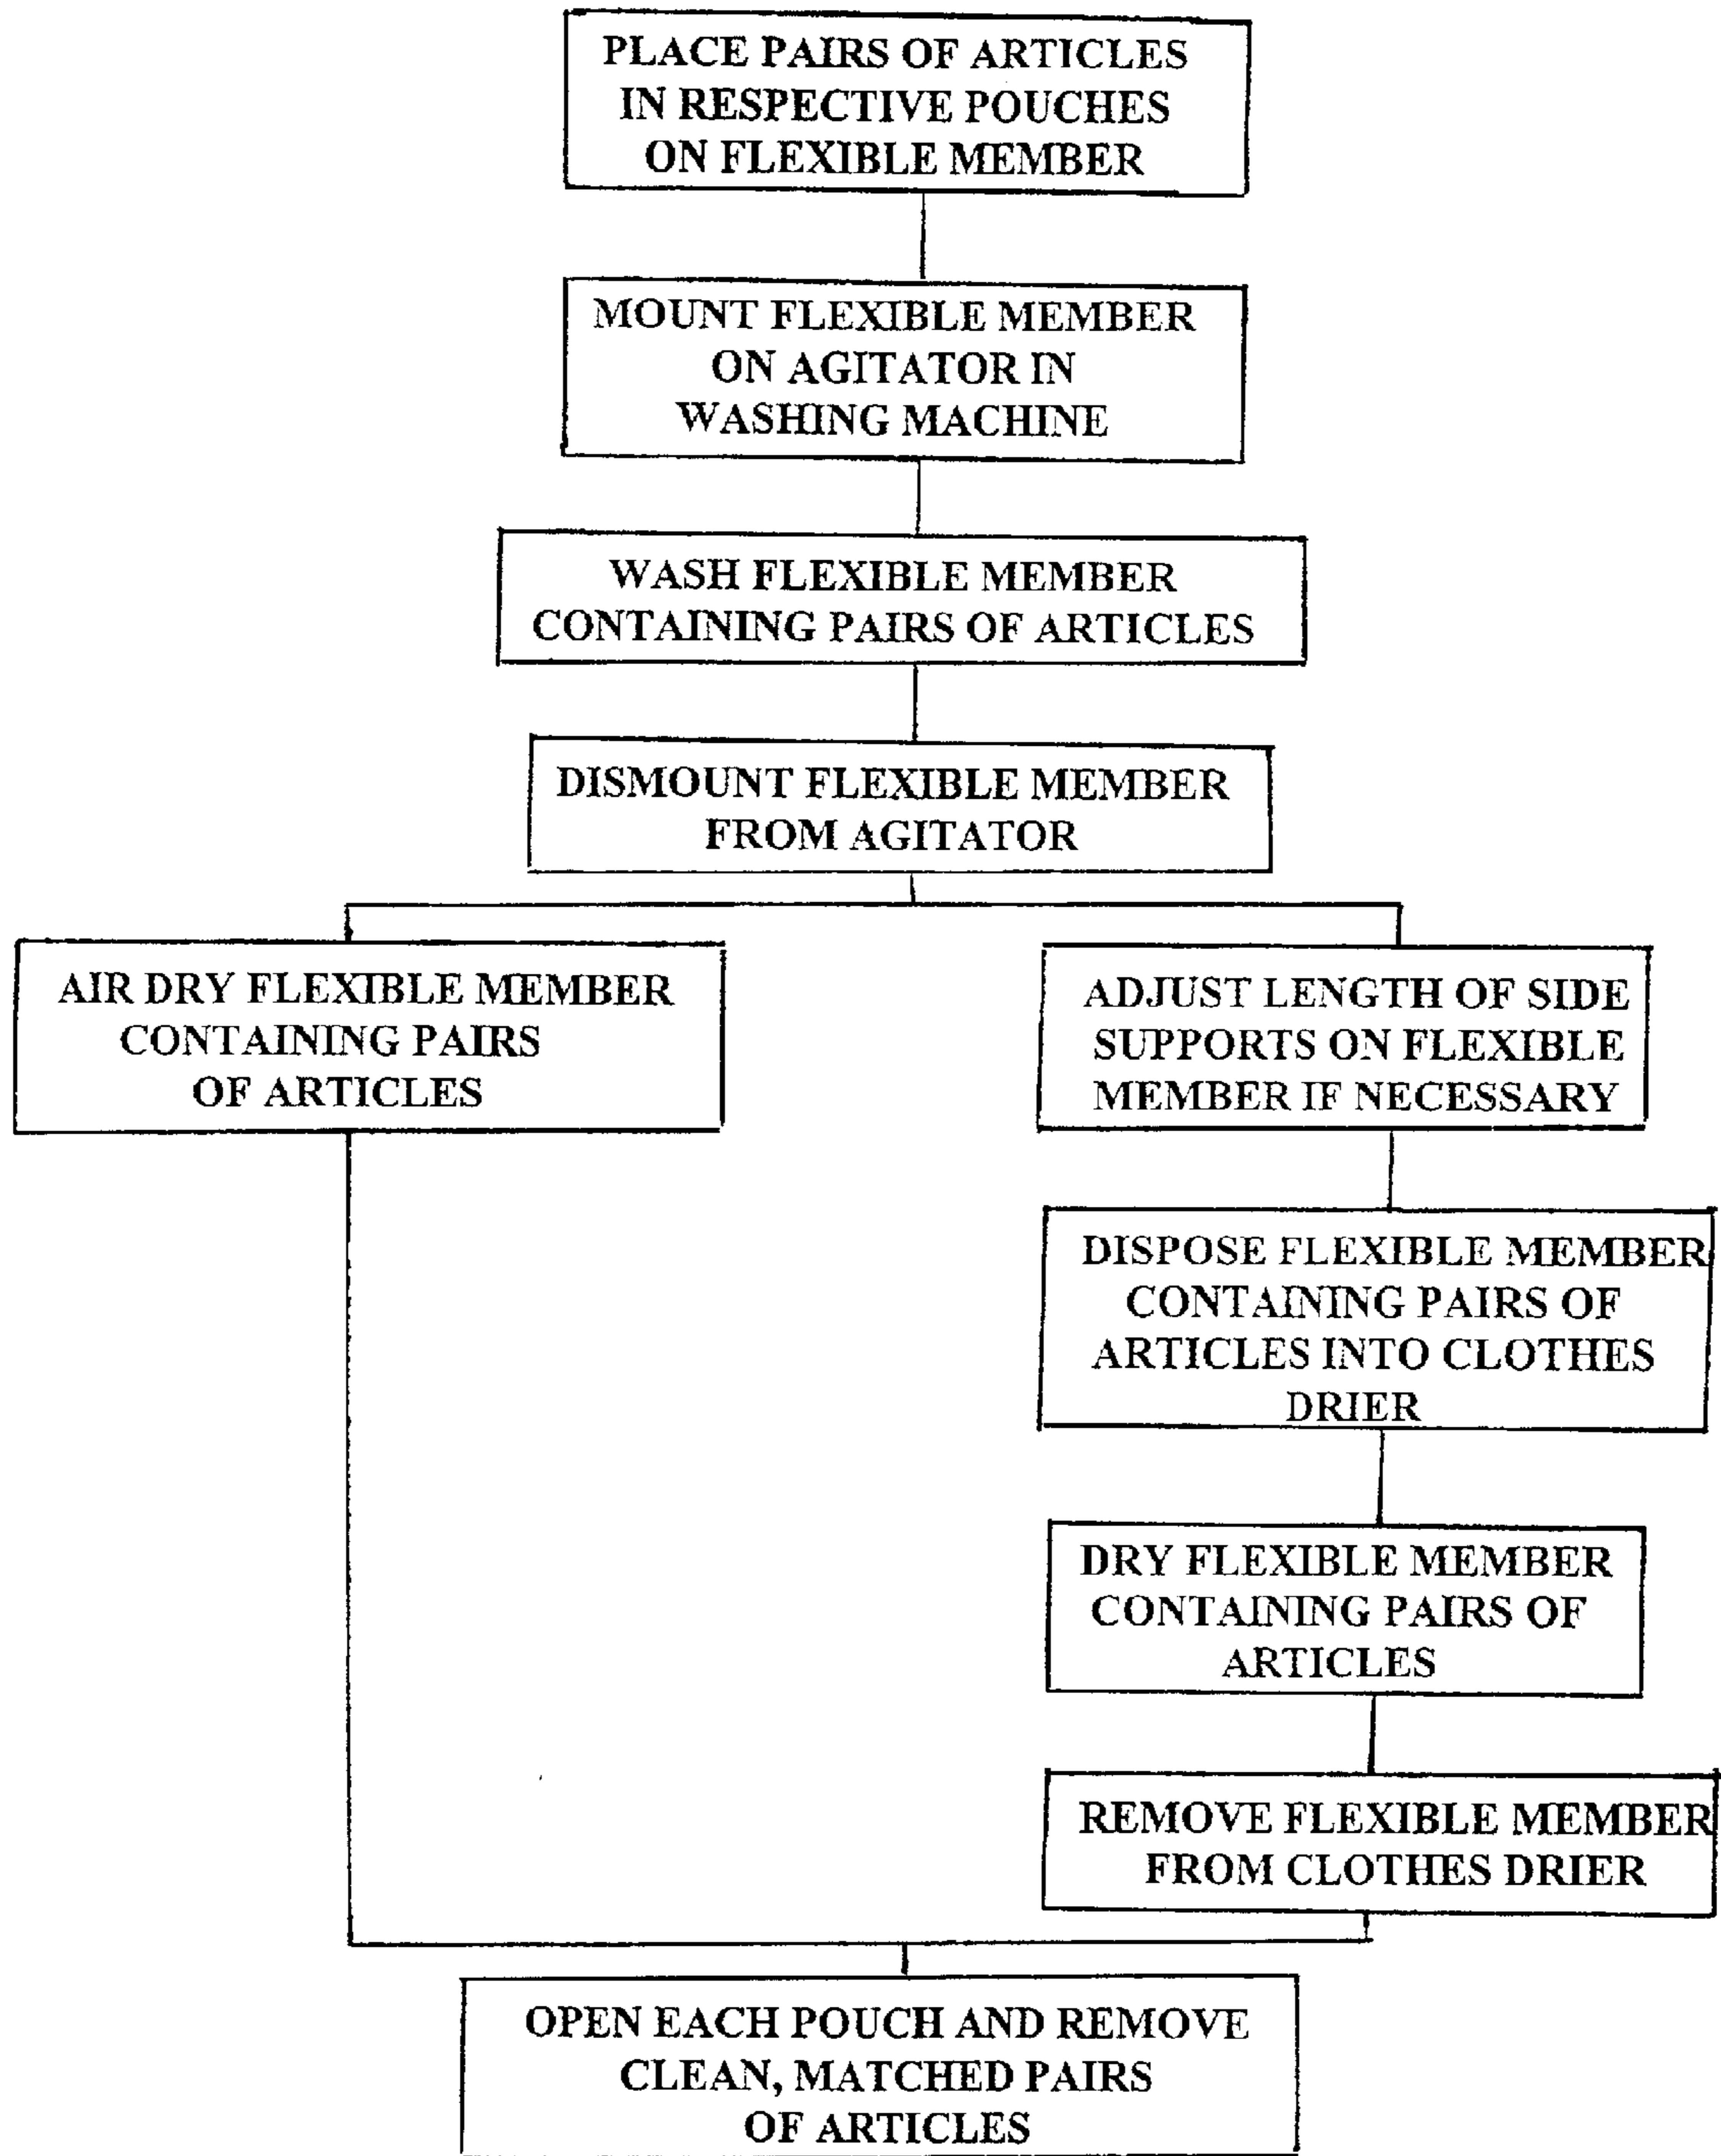 PLACE PAIRS OF ARTICLES
IN RESPECTIVE POUCHES
ON FLEXIBLE MEMBER
MOUNT FLEXIBLE MEMBER
ON AGITATOR IN
WASHING MACHINE
WASH FLEXIBLE MEMBER
CONTAINING PAIRS OF ARTICLES
DISMOUNT FLEXIBLE MEMBER
FROM AGITATOR
AIR DRY FLEXIBLE MEMBER
CONTAINING PAIRS
OF ARTICLES
ADJUST LENGTH OF SIDE
SUPPORTS ON FLEXIBLE
MEMBER IF NECESSARY
DISPOSE FLEXIBLE MEMBER
CONTAINING PAIRS OF
ARTICLES INTO CLOTHES
DRIER
DRY FLEXIBLE MEMBER
CONTAINING PAIRS OF
ARTICLES
REMOVE FLEXIBLE MEMBER
FROM CLOTHES DRIER
OPEN EACH POUCH AND REMOVE
CLEAN, MATCHED PAIRS
OF ARTICLES